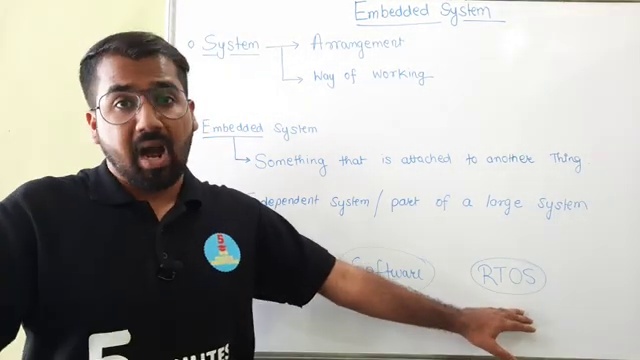 Embedded System
System → Arrangement
→ Way of Working
Embedded System
Something that is attached to another Thing.
System / part of a large System
Software RTOS
5